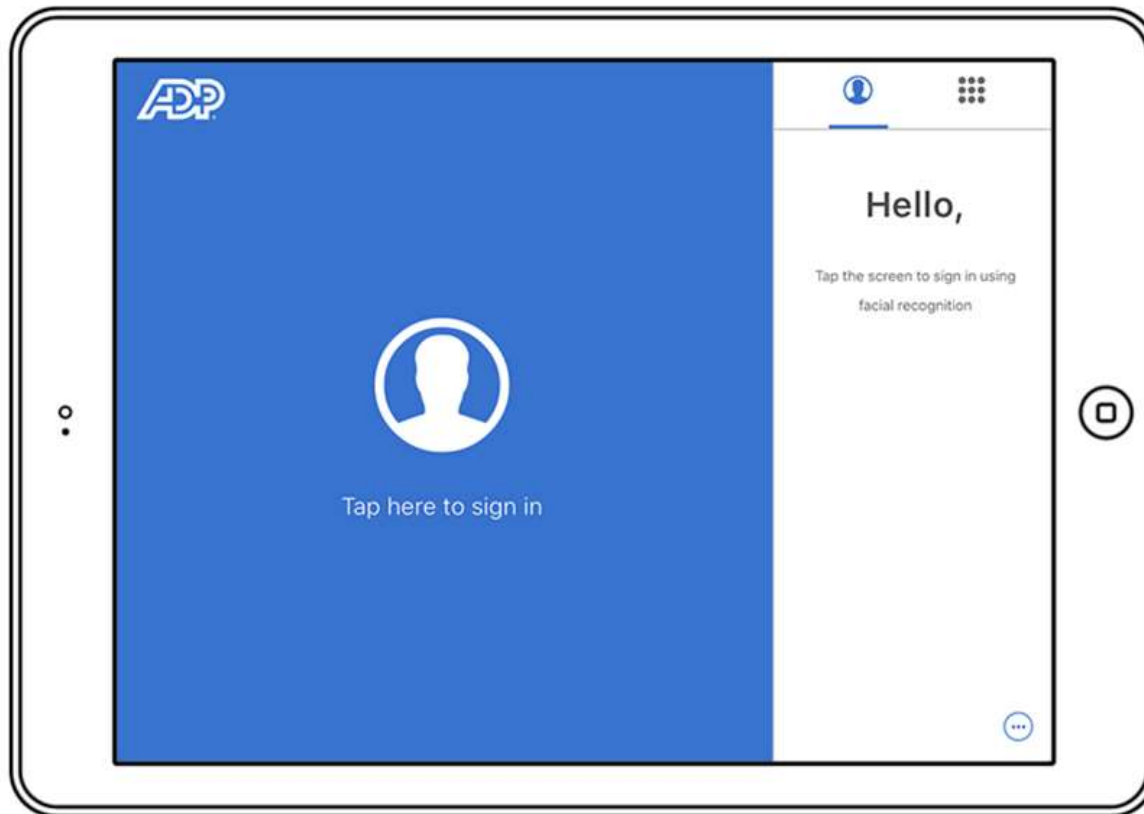 ADP
Hello,
Tap the screen to sign in using
facial recognition
Tap here to sign in